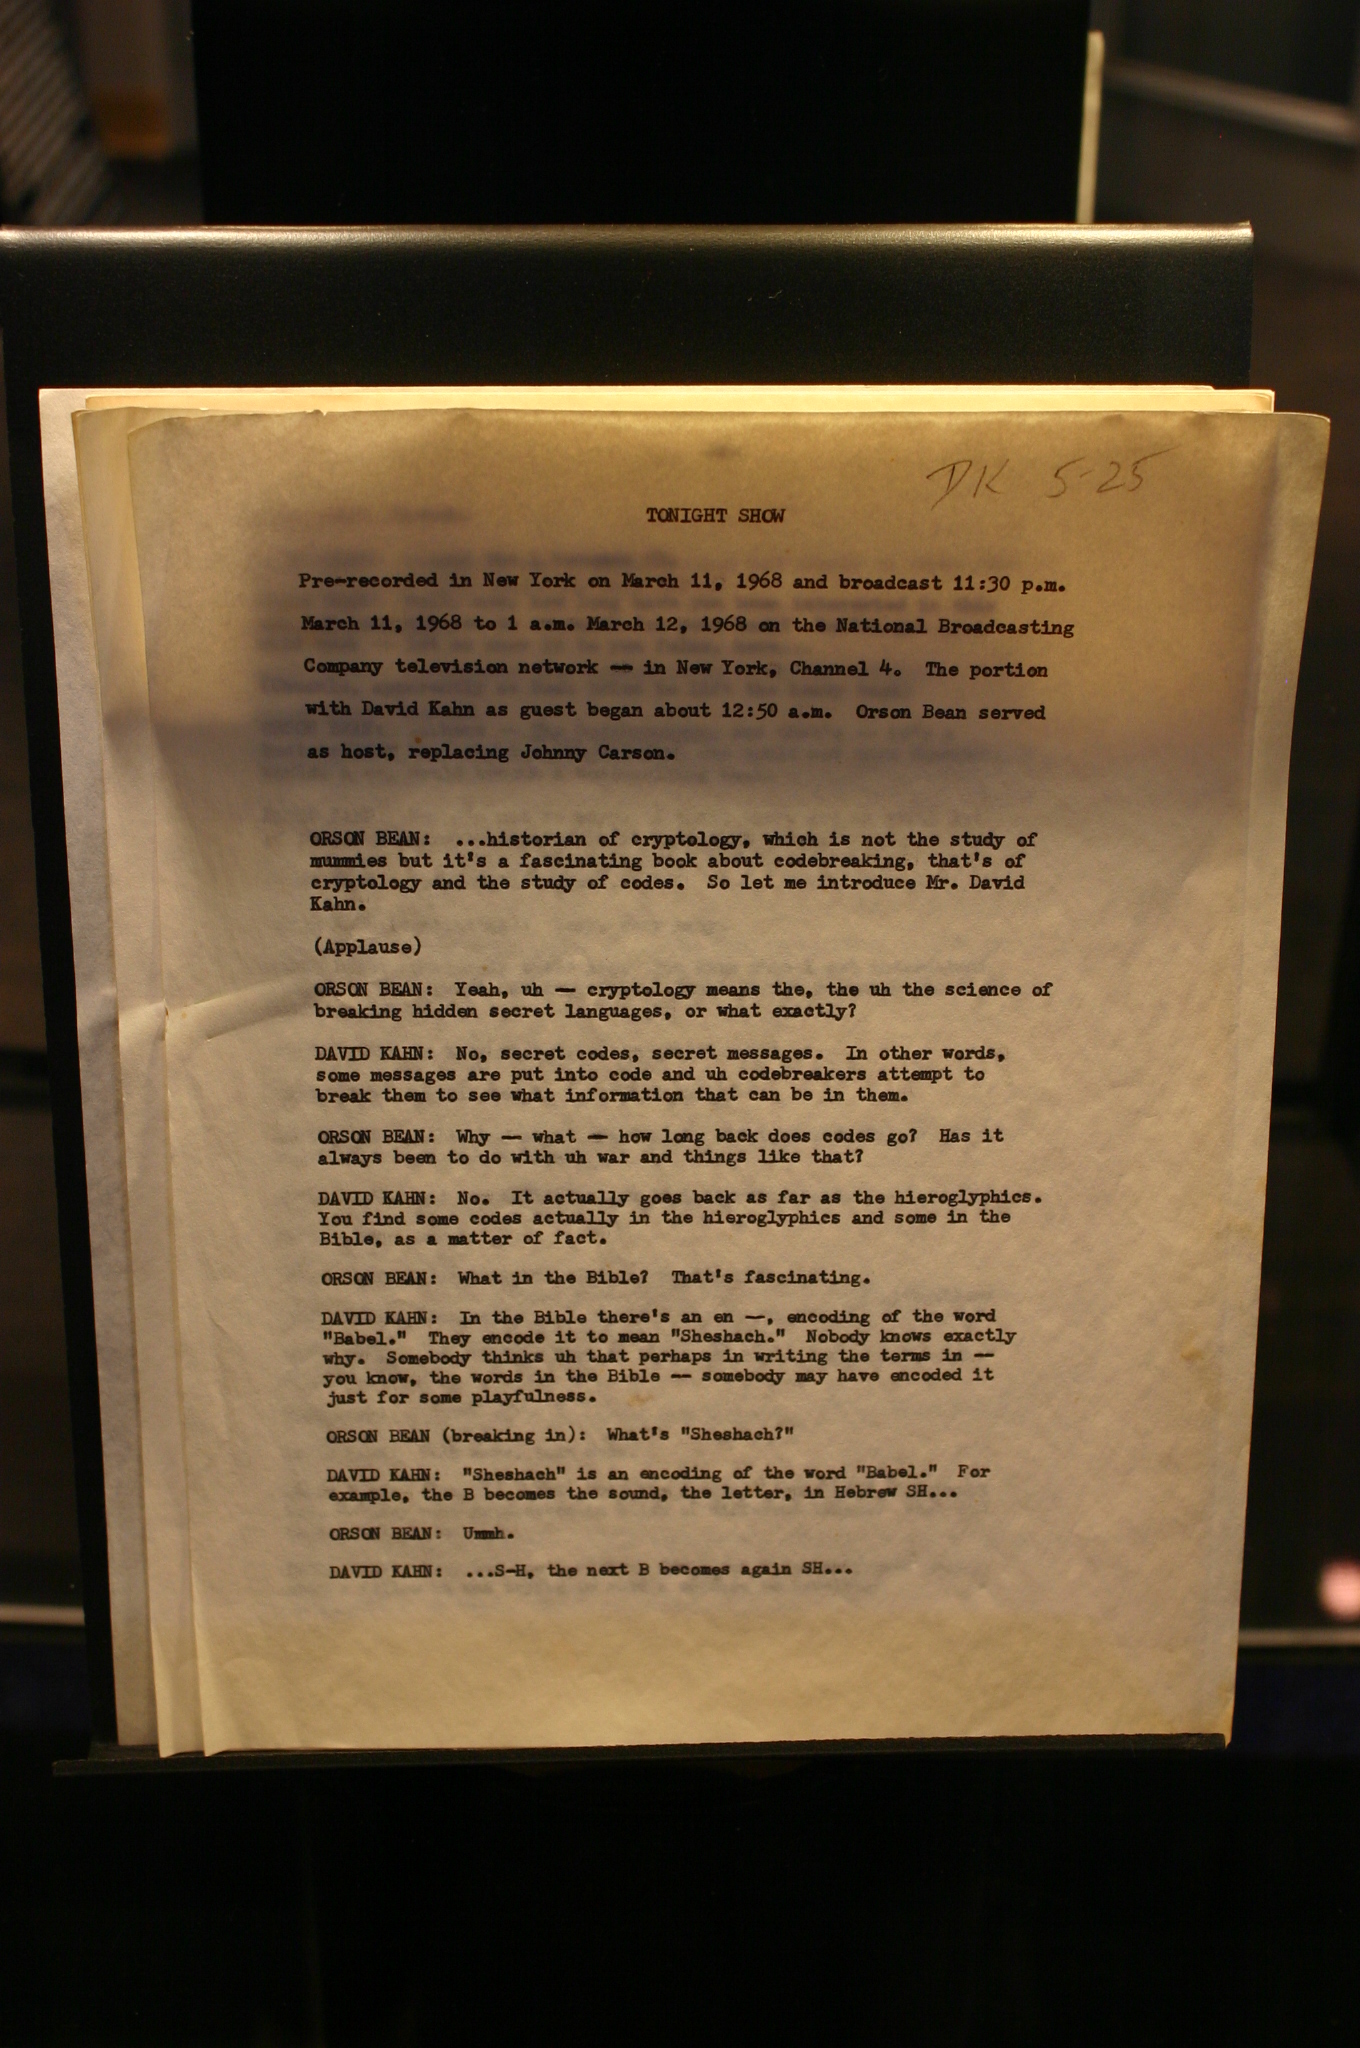 DK 5-25
TONIGHT SHOW
Pre-recorded in New York on March 11, 1968 and broadcast 11:30 p.m.
March 11, 1968 to 1 a.m. March 12, 1968 on the National Broadcasting
Company television network -- in New York, Channel 4. The portion
with David Kahn as guest began about 12:50 a.m. Orson Bean served
as host, replacing Johnny Carson.
ORSON BEAN: ...historian of cryptology, which is not the study of
mummies but it's a fascinating book about codebreaking, that's of
cryptology and the study of codes. So let me introduce Mr. David
Kahn.
(Applause)
ORSON BEAN: Yeah, uh -- cryptology means the, the uh the science of
breaking hidden secret languages, or what exactly?
DAVID KAHN: No, secret codes, secret messages. In other words,
some messages are put into code and uh codebreakers attempt to
break them to see what information that can be in them.
ORSON BEAN: Why -- what -- how long back does codes go? Has it
always been to do with uh war and things like that?
DAVID KAHN: No. It actually goes back as far as the hieroglyphics.
You find some codes actually in the hieroglyphics and some in the
Bible, as a matter of fact.
ORSON BEAN: What in the Bible? That's fascinating.
DAVID KAHN: In the Bible there's an en --, encoding of the word
"Babel." They encode it to mean "Sheshach." Nobody knows exactly
why. Somebody thinks uh that perhaps in writing the terms in --
you know, the words in the Bible -- somebody may have encoded it
just for some playfulness.
ORSON BEAN (breaking in): What's "Sheshach?"
DAVID KAHN: "Sheshach" is an encoding of the word "Babel." For
example, the B becomes the sound, the letter, in Hebrew SH...
ORSON BEAN: Ummh.
DAVID KAHN: ...S-H, the next B becomes again SH...